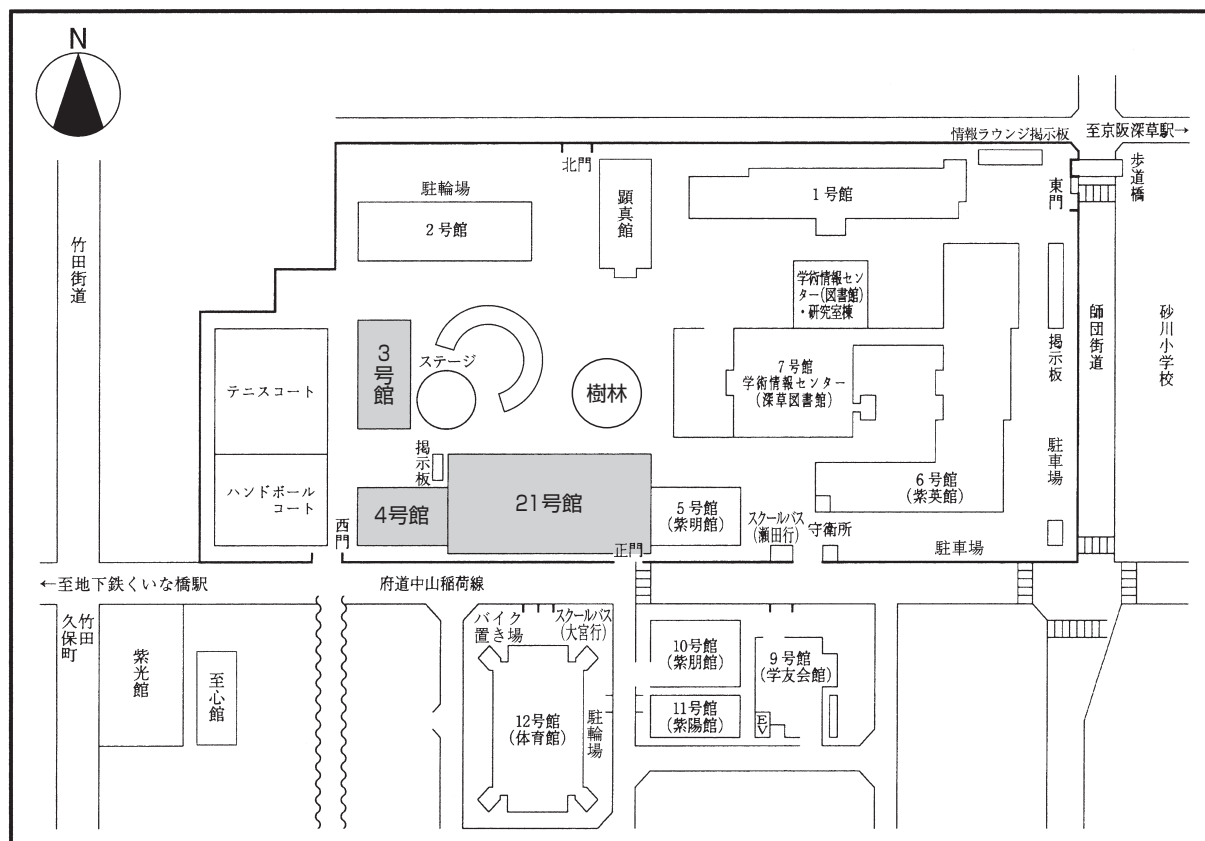 N
情報ラウンジ掲示板
至京阪深草駅→
北門
駐輪場
2号館
顕真館
1号館
東門
歩道橋
竹田街道
学術情報セン
ター(図書館)
・研究室棟
掲示板
師団街道
砂川小学校
3号館
ステージ
テニスコート
樹林
7号館
学術情報センター
(深草図書館)
掲示板
ハンドボール
コート
4号館
21号館
5号館
(紫明館)
6号館
(紫英館)
駐車場
西門
正門
スクールバス
(瀬田行)
守衛所
駐車場
←至地下鉄くいな橋駅
府道中山稲荷線
竹田
久保町
紫光館
至心館
バイク
置き場
スクールバス
(大宮行)
10号館
(紫朋館)
9号館
(学友会館)
12号館
(体育館)
駐輪場
11号館
(紫陽館)
EV